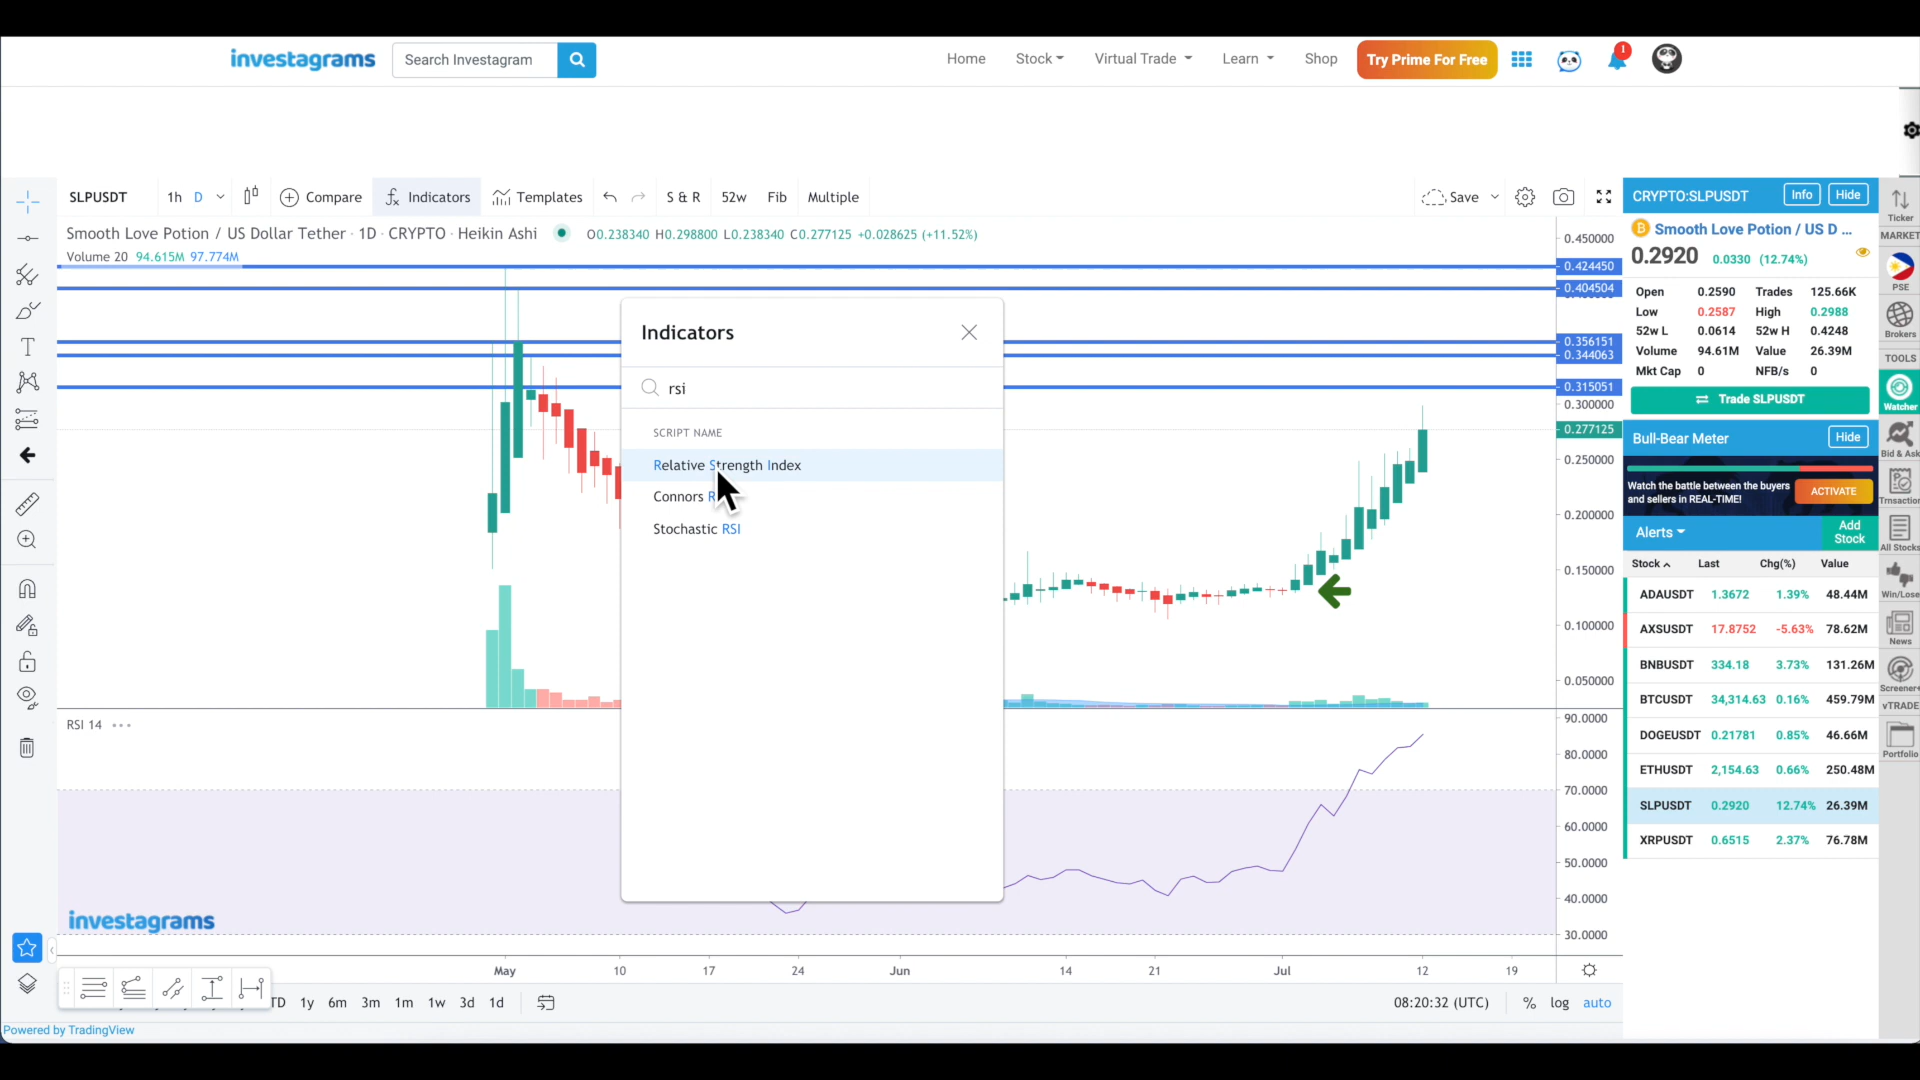 investagrams
Search Investagram
Home
Stock
Virtual Trade
Learn
Shop
Try Prime For Free
1
SLPUSDT
1h D
Compare
Indicators
Templates
S & R
52w
Fib
Multiple
Save
Smooth Love Potion / US Dollar Tether · 1D · CRYPTO · Heikin Ashi
O0.238340 H0.298800 L0.238340 C0.277125 +0.028625 (+11.52%)
Volume 20 94.615M 97.774M
Indicators
rsi
SCRIPT NAME
Relative Strength Index
Connors R
Stochastic RSI
0.450000
0.424450
0.404504
0.356151
0.344063
0.315051
0.300000
0.277125
0.250000
0.200000
0.150000
0.100000
0.050000
RSI 14
90.0000
80.0000
70.0000
60.0000
50.0000
40.0000
30.0000
investagrams
May
10
17
24
Jun
14
21
Jul
12
19
TD 1y 6m 3m 1m 1w 3d 1d
08:20:32 (UTC)
% log auto
Powered by TradingView
CRYPTO:SLPUSDT
Info
Hide
Smooth Love Potion / US D ...
0.2920 0.0330 (12.74%)
Open 0.2590 Trades 125.66K
Low 0.2587 High 0.2988
52w L 0.0614 52w H 0.4248
Volume 94.61M Value 26.39M
Mkt Cap 0 NFB/s 0
Trade SLPUSDT
Bull-Bear Meter
Hide
Watch the battle between the buyers
and sellers in REAL-TIME!
ACTIVATE
Alerts
Add
Stock
Stock Last Chg(%) Value
ADAUSDT 1.3672 1.39% 48.44M
AXSUSDT 17.8752 -5.63% 78.62M
BNBUSDT 334.18 3.73% 131.26M
BTCUSDT 34,314.63 0.16% 459.79M
DOGEUSDT 0.21781 0.85% 46.66M
ETHUSDT 2,154.63 0.66% 250.48M
SLPUSDT 0.2920 12.74% 26.39M
XRPUSDT 0.6515 2.37% 76.78M
Ticker
MARKET
PSE
Brokers
TOOLS
Watcher
Bid & Ask
Trnsaction
All Stocks
Win/Lose
News
Screener+
vTRADE
Portfolio